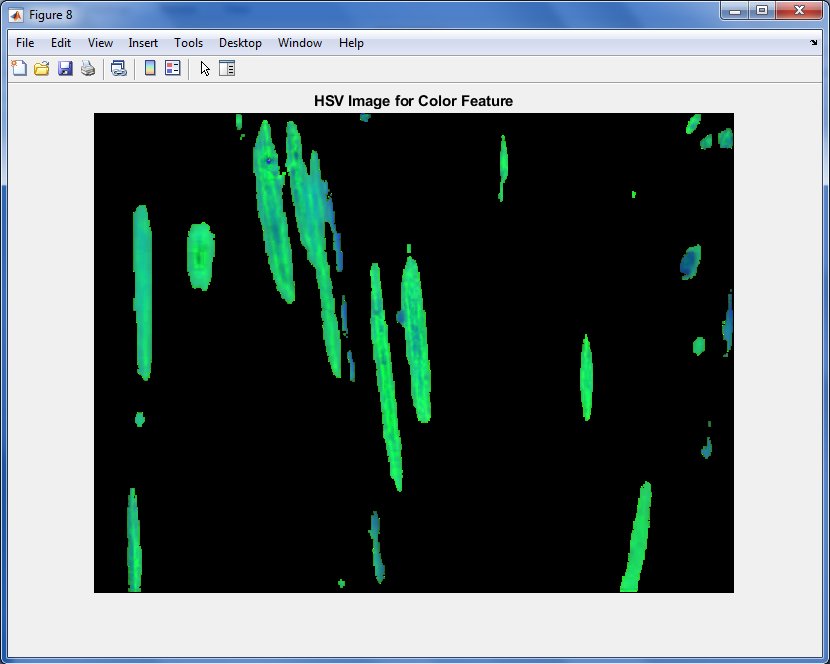 Figure 8
File Edit View Insert Tools Desktop Window Help
HSV Image for Color Feature